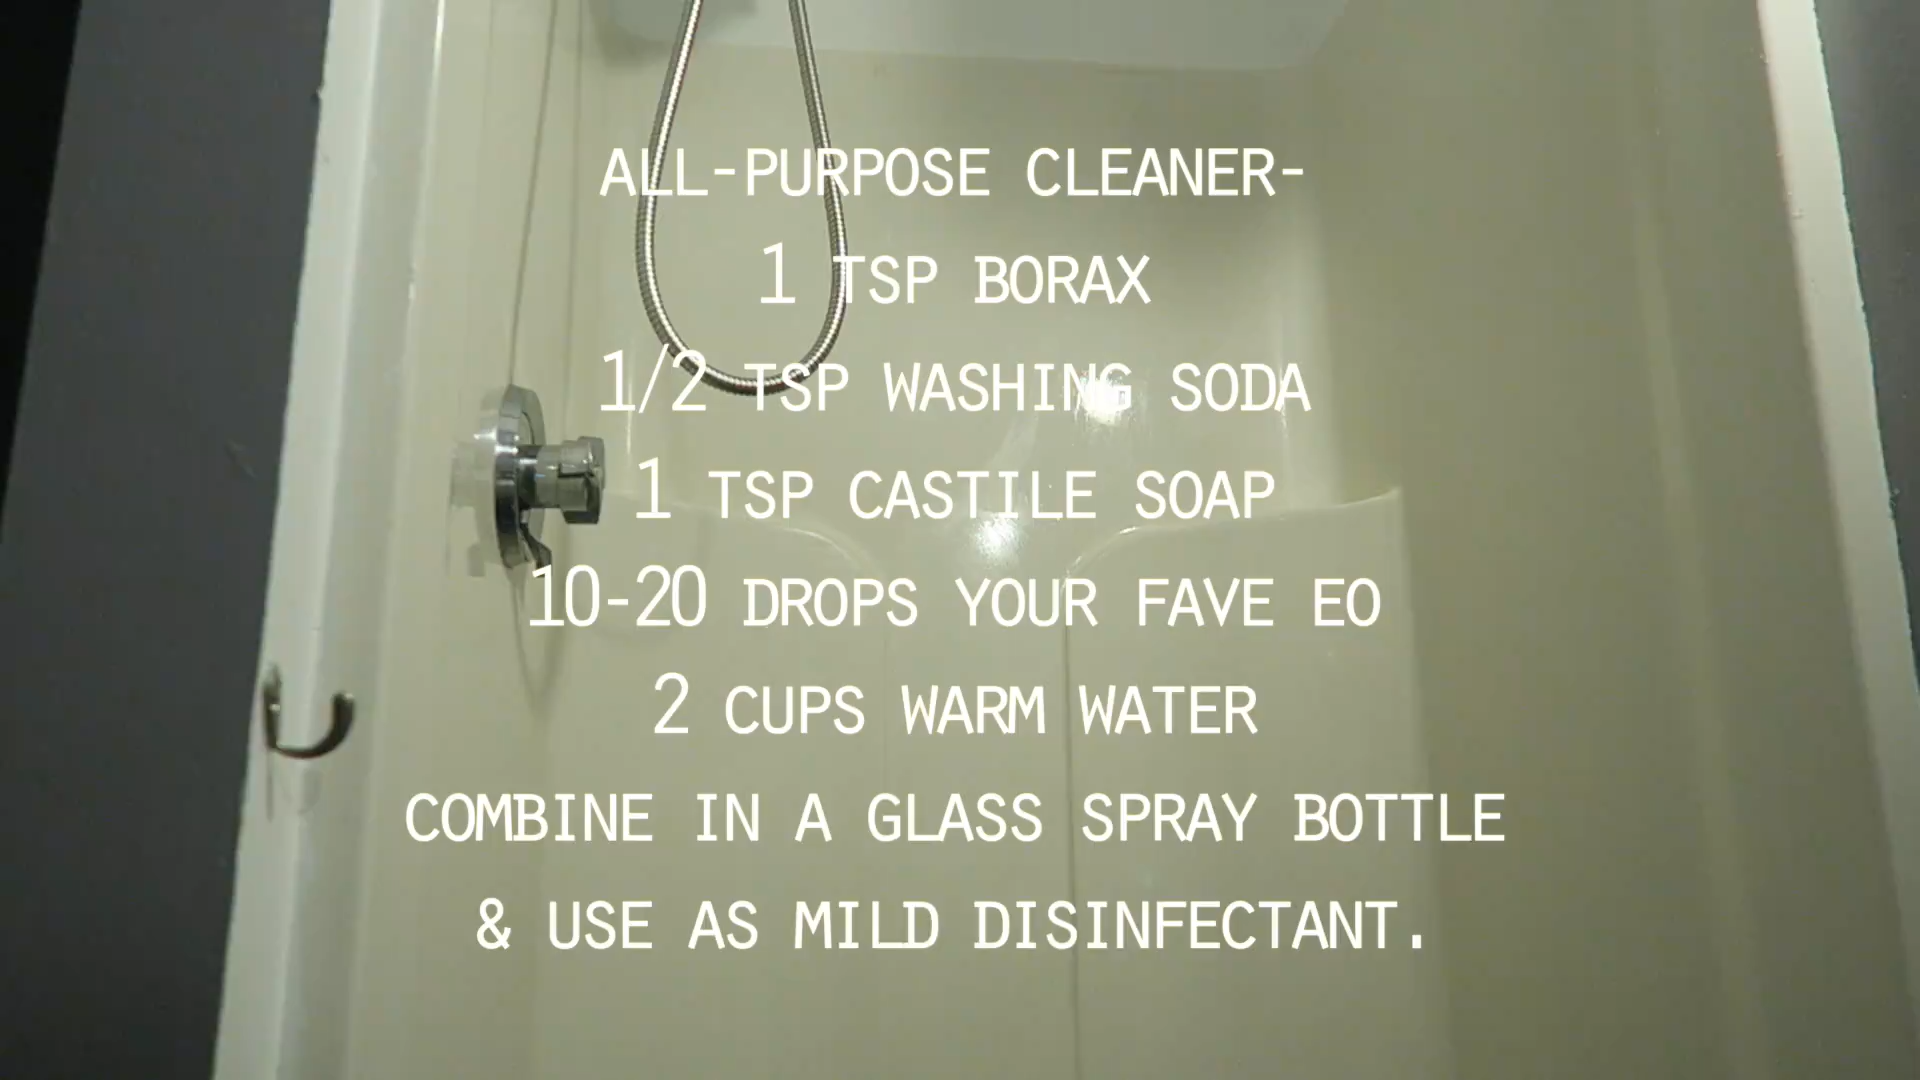 ALL-PURPOSE CLEANER-
1 TSP BORAX
1/2 TSP WASHING SODA
1 TSP CASTILE SOAP
10-20 DROPS YOUR FAVE EO
2 CUPS WARM WATER
COMBINE IN A GLASS SPRAY BOTTLE
& USE AS MILD DISINFECTANT.